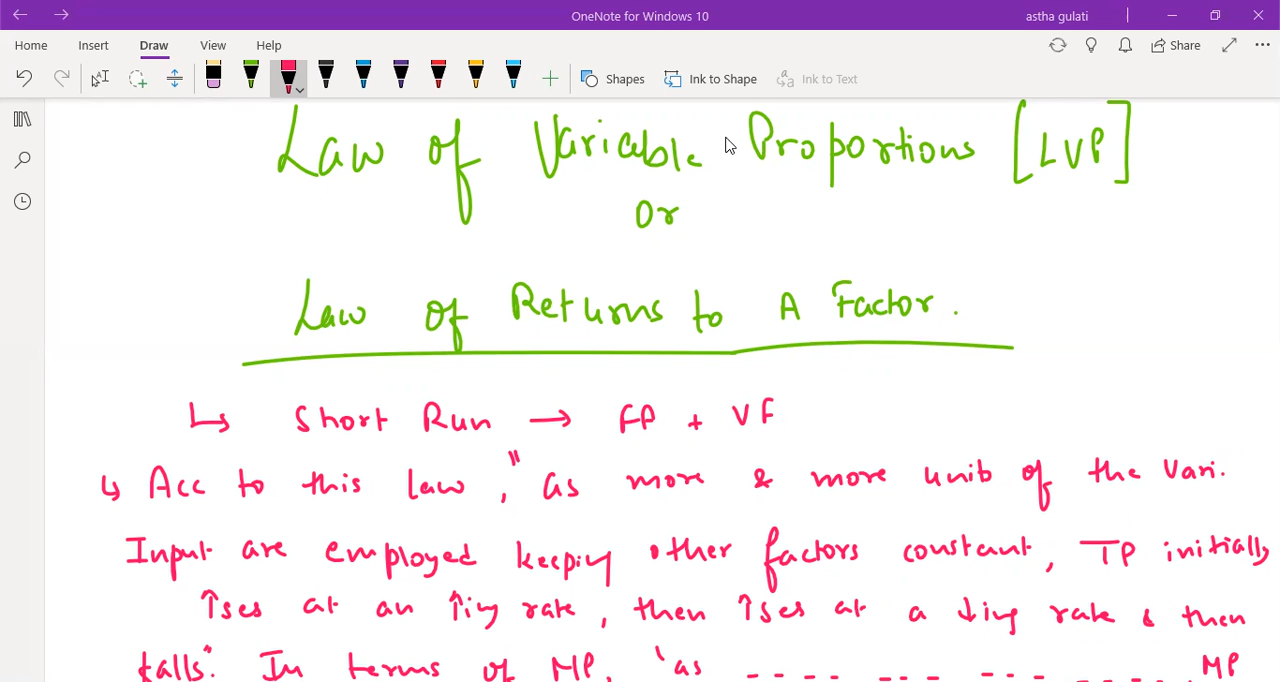 OneNote for Windows 10
astha gulati
Home Insert Draw View Help
Share
Shapes Ink to Shape Ink to Text
Law of Variable Proportions [LVP]
Or
Law of Returns to A Factor.
↳ Short Run → FF + VF
↳ Acc to this law, "as more & more units of the Vari.
Input are employed keeping other factors constant, TP initially
↑ses at an ↑ing rate, then ↑ses at a ↓ing rate & then
falls". In terms of MP, 'as ---- --- --- ---- MP